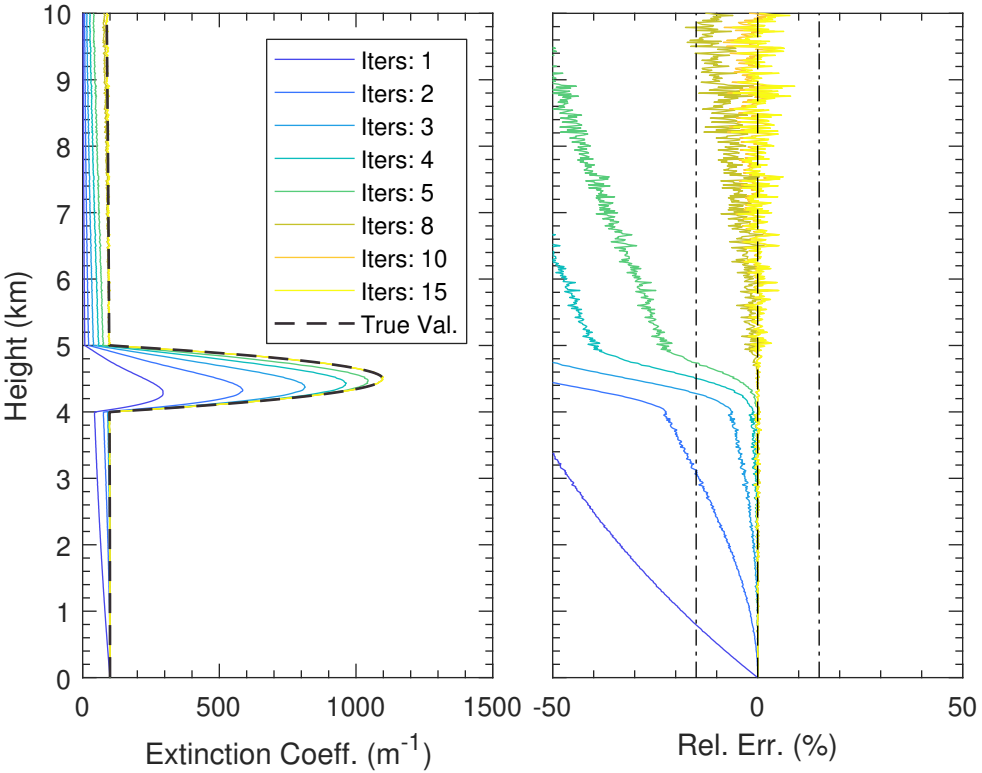 10
9
8
7
6
5
4
3
2
1
0
Height (km)
Iters: 1
Iters: 2
Iters: 3
Iters: 4
Iters: 5
Iters: 8
Iters: 10
Iters: 15
True Val.
0 500 1000 1500
Extinction Coeff. (m⁻¹)
-50 0 50
Rel. Err. (%)